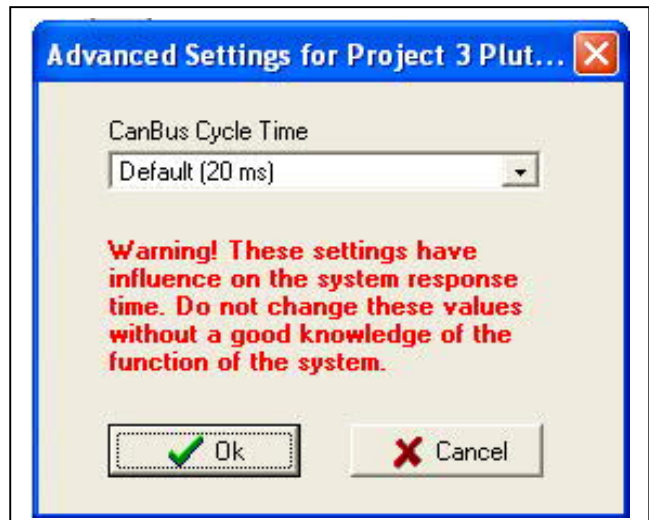 Advanced Settings for Project 3 Plut...
CanBus Cycle Time
Default (20 ms)
Warning! These settings have
influence on the system response
time. Do not change these values
without a good knowledge of the
function of the system.
Ok
Cancel